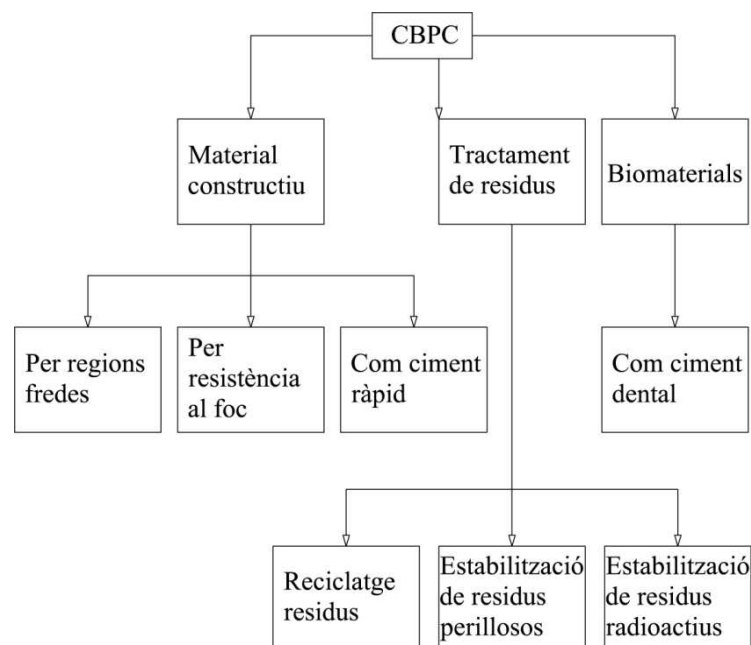 CBPC
Material
constructiu
Tractament
de residus
Biomaterials
Per regions
fredes
Per
resistència
al foc
Com ciment
ràpid
Com ciment
dental
Reciclatge
residus
Estabilització
de residus
perillosos
Estabilització
de residus
radioactius